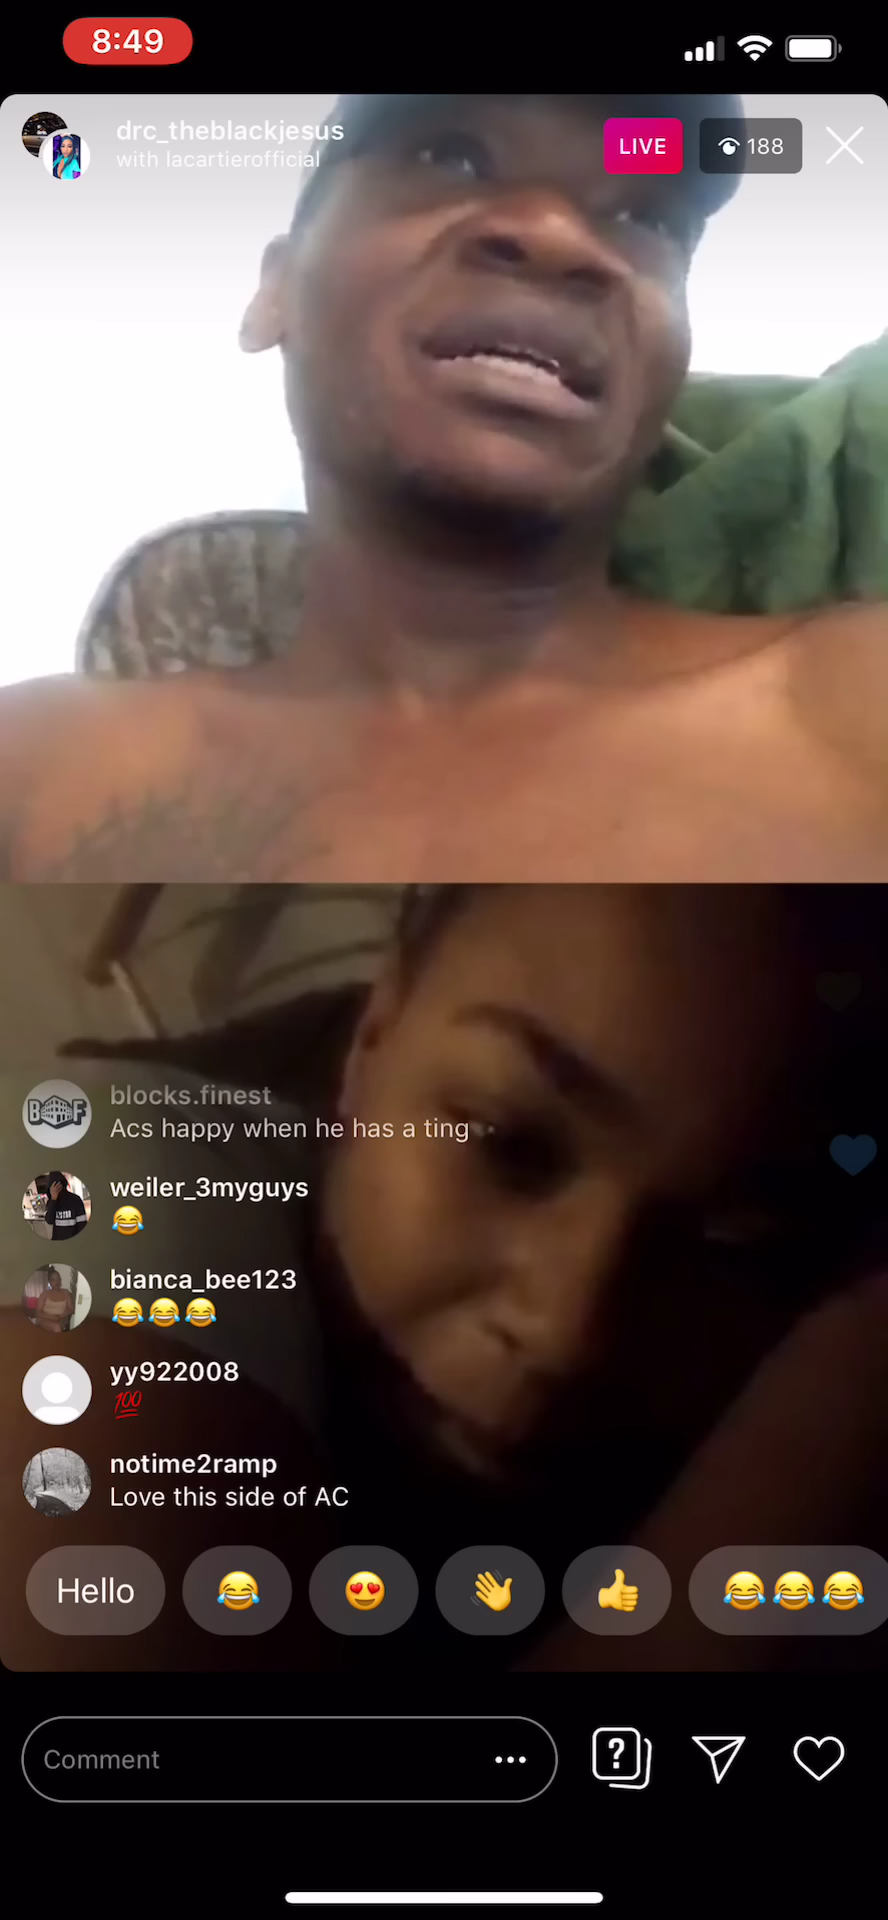 8:49
drc_theblackjesus
with lacartierofficial
LIVE
188
blocks.finest
Acs happy when he has a ting
weiler_3myguys
😂
bianca_bee123
😂😂😂
yy922008
💯
notime2ramp
Love this side of AC
Hello 😂 😍 👋 👍 😂😂😂
Comment